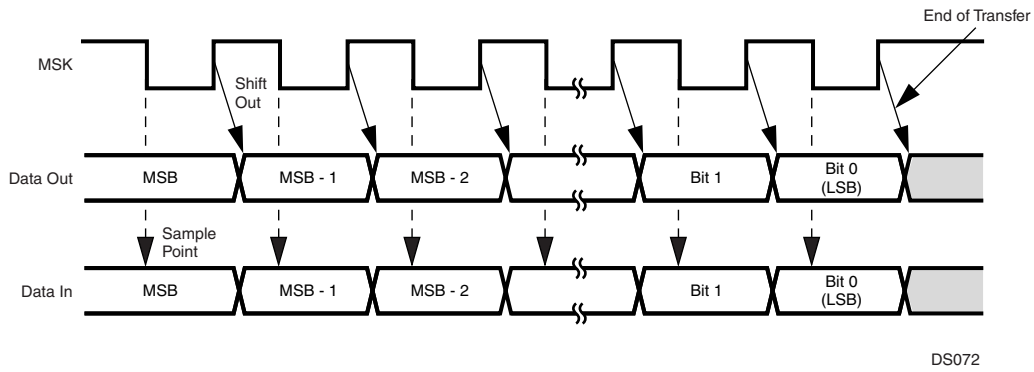 End of Transfer
MSK
Shift
Out
Data Out
MSB
MSB - 1
MSB - 2
Bit 1
Bit 0
(LSB)
Sample
Point
Data In
MSB
MSB - 1
MSB - 2
Bit 1
Bit 0
(LSB)
DS072